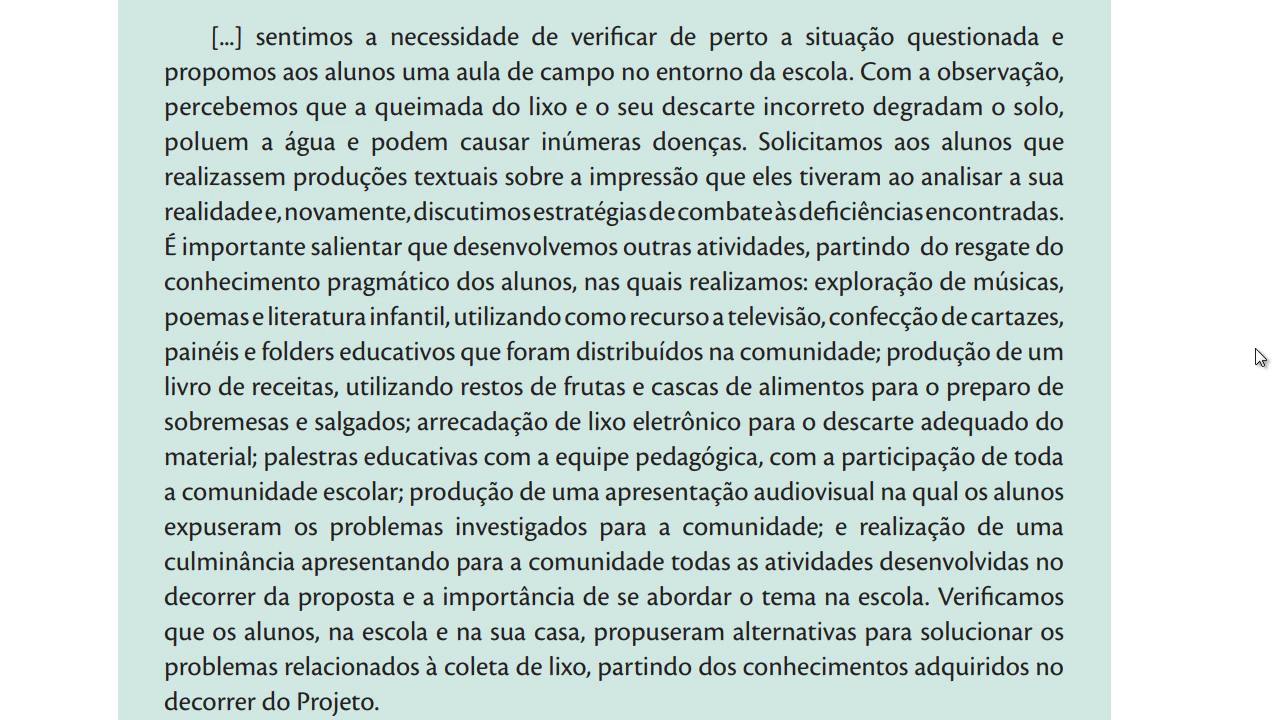 [...] sentimos a necessidade de verificar de perto a situação questionada e
propomos aos alunos uma aula de campo no entorno da escola. Com a observação,
percebemos que a queimada do lixo e o seu descarte incorreto degradam o solo,
poluem a água e podem causar inúmeras doenças. Solicitamos aos alunos que
realizassem produções textuais sobre a impressão que eles tiveram ao analisar a sua
realidade e, novamente, discutimos estratégias de combate às deficiências encontradas.
É importante salientar que desenvolvemos outras atividades, partindo do resgate do
conhecimento pragmático dos alunos, nas quais realizamos: exploração de músicas,
poemas e literatura infantil, utilizando como recurso a televisão, confecção de cartazes,
painéis e folders educativos que foram distribuídos na comunidade; produção de um
livro de receitas, utilizando restos de frutas e cascas de alimentos para o preparo de
sobremesas e salgados; arrecadação de lixo eletrônico para o descarte adequado do
material; palestras educativas com a equipe pedagógica, com a participação de toda
a comunidade escolar; produção de uma apresentação audiovisual na qual os alunos
expuseram os problemas investigados para a comunidade; e realização de uma
culminância apresentando para a comunidade todas as atividades desenvolvidas no
decorrer da proposta e a importância de se abordar o tema na escola. Verificamos
que os alunos, na escola e na sua casa, propuseram alternativas para solucionar os
problemas relacionados à coleta de lixo, partindo dos conhecimentos adquiridos no
decorrer do Projeto.